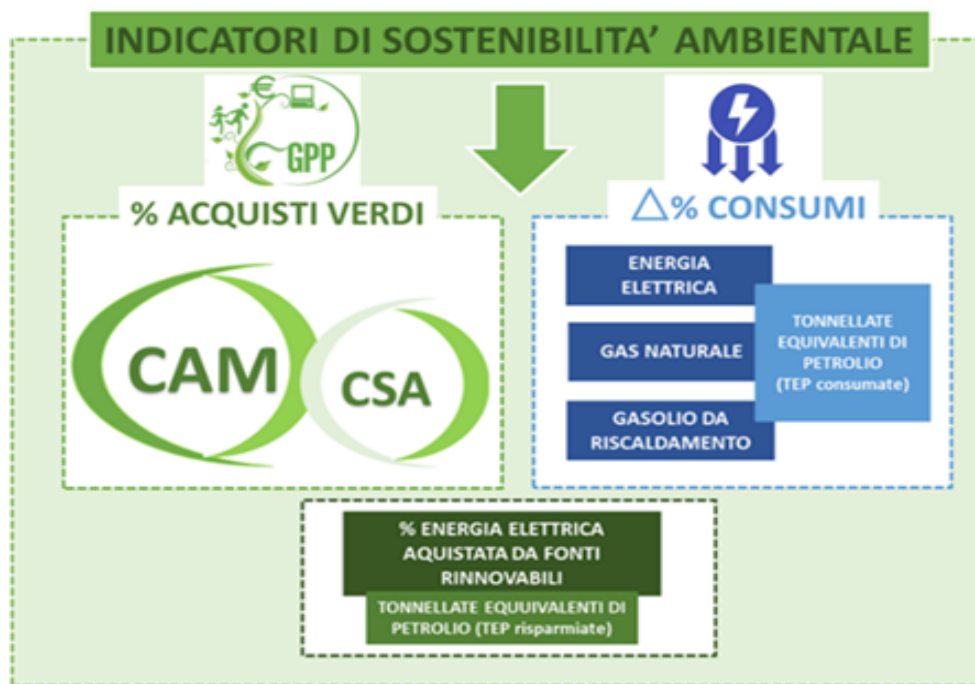 INDICATORI DI SOSTENIBILITA’ AMBIENTALE
€
GPP
% ACQUISTI VERDI
CAM
CSA
△% CONSUMI
ENERGIA
ELETTRICA
GAS NATURALE
GASOLIO DA
RISCALDAMENTO
TONNELLATE
EQUIVALENTI DI
PETROLIO
(TEP consumate)
% ENERGIA ELETTRICA
AQUISTATA DA FONTI
RINNOVABILI
TONNELLATE EQUUIVALENTI DI
PETROLIO (TEP risparmiate)